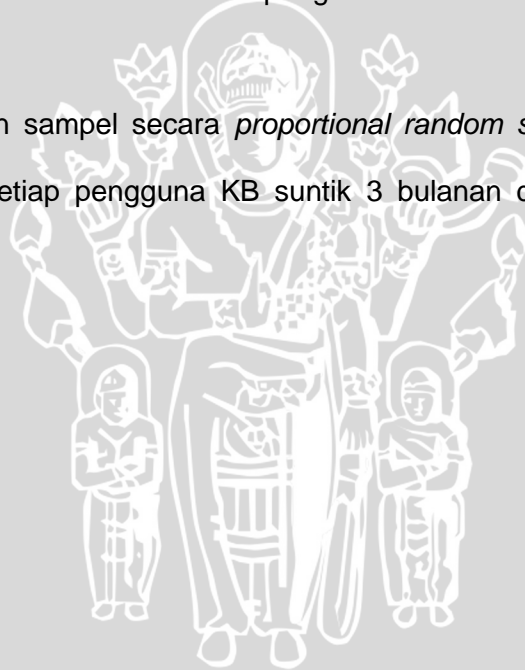 n sampel secara proportional random s
etiap pengguna KB suntik 3 bulanan d